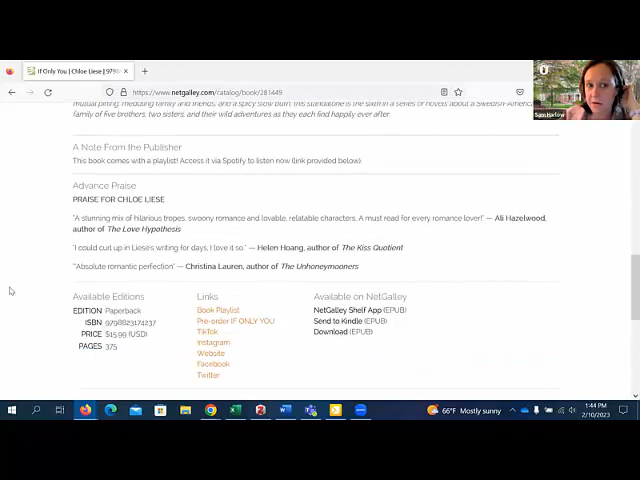 If Only You | Chloe Liese | 9798
https://www.netgalley.com/catalog/book/281449
Sam Harlow
mutual pining, meddling family and friends, and a spicy slow burn, this standalone is the sixth in a series of novels about a Swedish-American
family of five brothers, two sisters, and their wild adventures as they each find happily ever after.
A Note From the Publisher
This book comes with a playlist! Access it via Spotify to listen now (link provided below).
Advance Praise
PRAISE FOR CHLOE LIESE
"A stunning mix of hilarious tropes, swoony romance and lovable, relatable characters. A must read for every romance lover!" — Ali Hazelwood,
author of The Love Hypothesis
"I could curl up in Liese's writing for days, I love it so." — Helen Hoang, author of The Kiss Quotient
"'Absolute romantic perfection" — Christina Lauren, author of The Unhoneymooners
Available Editions
EDITION Paperback
ISBN 9798823174237
PRICE $15.99 (USD)
PAGES 375
Links
Book Playlist
Pre-order IF ONLY YOU
TikTok
Instagram
Website
Facebook
Twitter
Available on NetGalley
NetGalley Shelf App (EPUB)
Send to Kindle (EPUB)
Download (EPUB)
66°F Mostly sunny
1:44 PM
2/10/2023